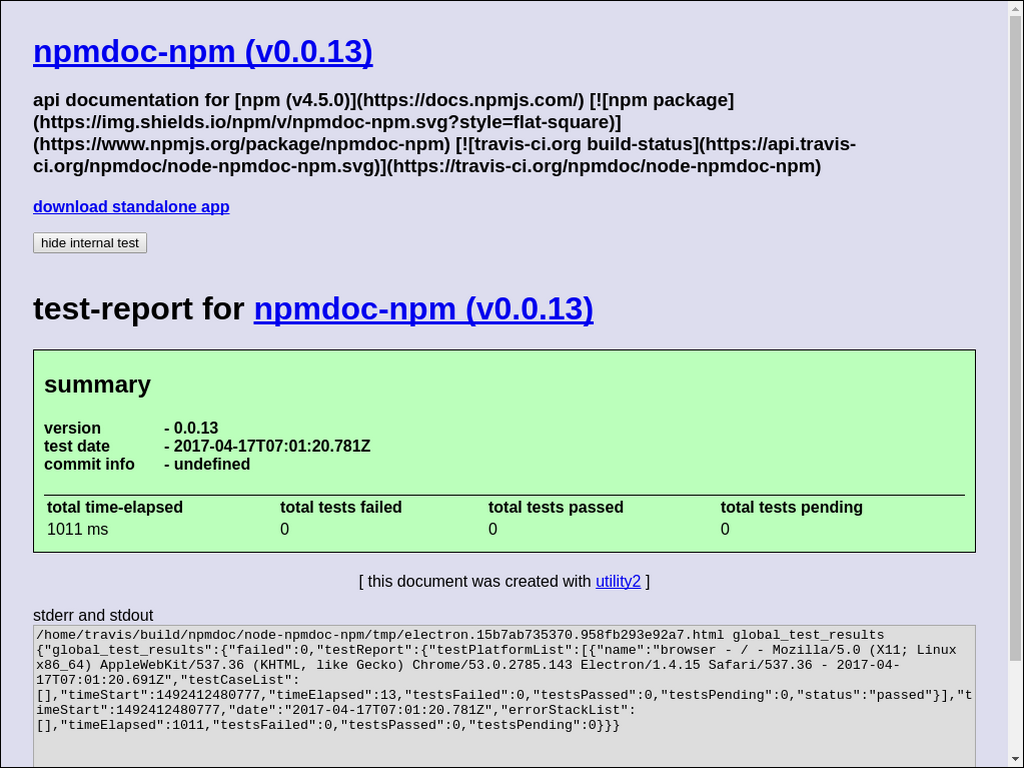 npmdoc-npm (v0.0.13)
api documentation for [npm (v4.5.0)](https://docs.npmjs.com/) [![npm package]
(https://img.shields.io/npm/v/npmdoc-npm.svg?style=flat-square)]
(https://www.npmjs.org/package/npmdoc-npm) [![travis-ci.org build-status](https://api.travis-
ci.org/npmdoc/node-npmdoc-npm.svg)](https://travis-ci.org/npmdoc/node-npmdoc-npm)
download standalone app
hide internal test
test-report for npmdoc-npm (v0.0.13)
summary
version - 0.0.13
test date - 2017-04-17T07:01:20.781Z
commit info - undefined
total time-elapsed total tests failed total tests passed total tests pending
1011 ms 0 0 0
[ this document was created with utility2 ]
stderr and stdout
/home/travis/build/npmdoc/node-npmdoc-npm/tmp/electron.15b7ab735370.958fb293e92a7.html global_test_results
{"global_test_results":{"failed":0,"testReport":{"testPlatformList":[{"name":"browser - / - Mozilla/5.0 (X11; Linux
x86_64) AppleWebKit/537.36 (KHTML, like Gecko) Chrome/53.0.2785.143 Electron/1.4.15 Safari/537.36 - 2017-04-
17T07:01:20.691Z","testCaseList":
[],"timeStart":1492412480777,"timeElapsed":13,"testsFailed":0,"testsPassed":0,"testsPending":0,"status":"passed"}],"t
imeStart":1492412480777,"date":"2017-04-17T07:01:20.781Z","errorStackList":
[],"timeElapsed":1011,"testsFailed":0,"testsPassed":0,"testsPending":0}}}